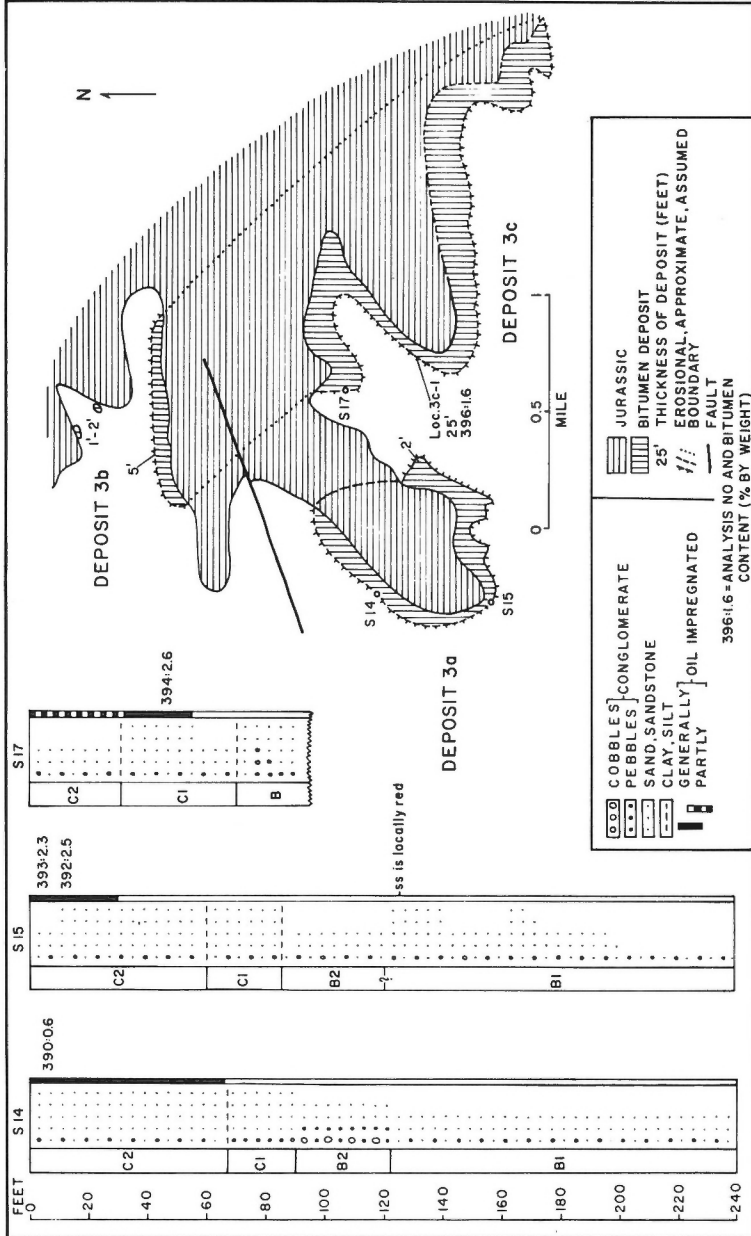 FEET
0
20
40
60
80
100
120
140
160
180
200
220
240
S14
390:0.6
C2
C1
B2
B1
S15
393:2.3
392:2.5
C2
C1
B2
-?-
B1
-ss is locally red
S17
394:2.6
C2
C1
B
N
DEPOSIT 3b
1'-2'
5'
DEPOSIT 3a
S14
S15
2'
S17
Loc.3c-1
25'
396:1.6
DEPOSIT 3c
0
0.5
1
MILE
COBBLES
PEBBLES
CONGLOMERATE
SAND, SANDSTONE
CLAY, SILT
GENERALLY
PARTLY
OIL IMPREGNATED
JURASSIC
BITUMEN DEPOSIT
25' THICKNESS OF DEPOSIT (FEET)
EROSIONAL, APPROXIMATE, ASSUMED
BOUNDARY
FAULT
396:1.6=ANALYSIS NO AND BITUMEN
CONTENT (% BY WEIGHT)